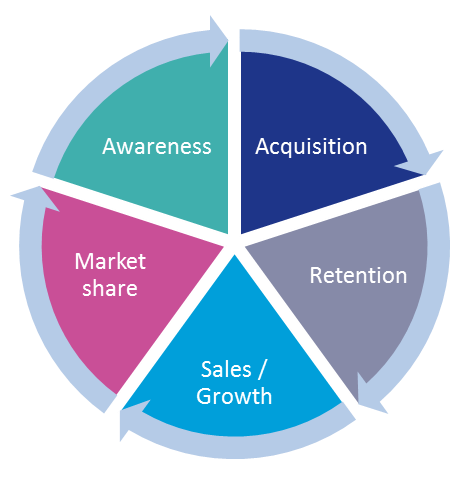 Awareness
Acquisition
Retention
Sales /
Growth
Market
share